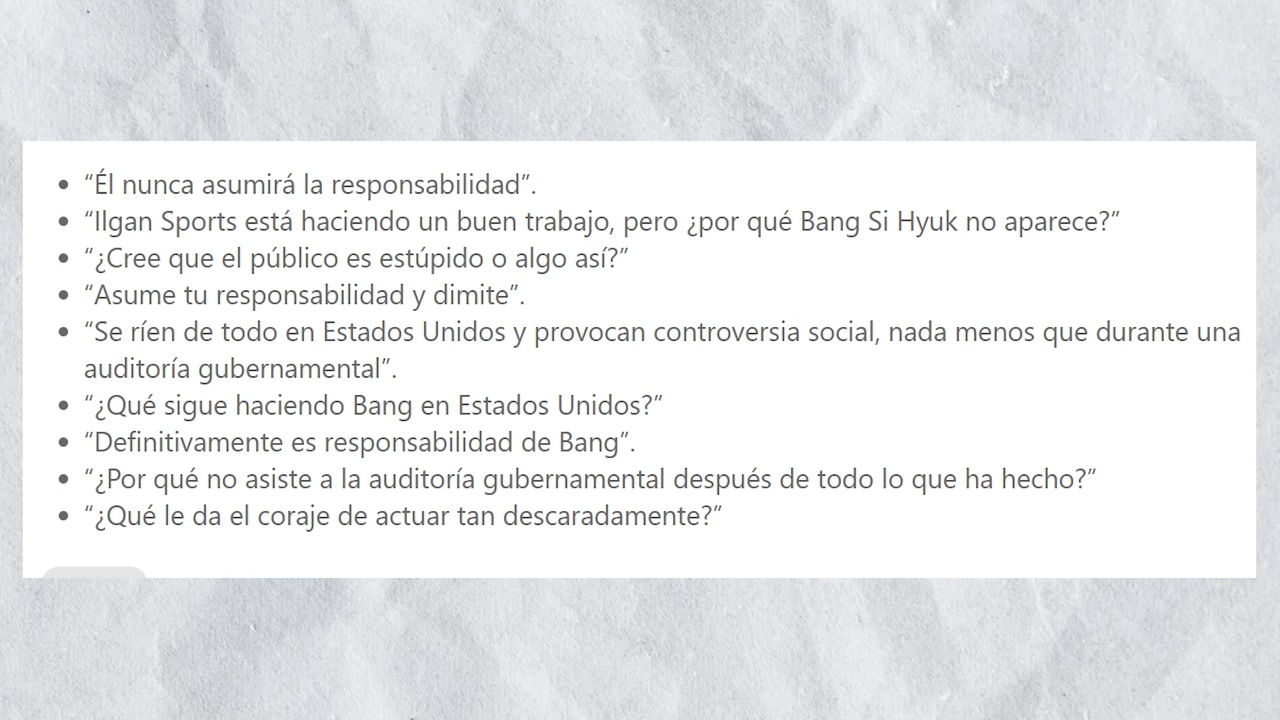 • “Él nunca asumirá la responsabilidad”.
• “Ilgan Sports está haciendo un buen trabajo, pero ¿por qué Bang Si Hyuk no aparece?”
• “¿Cree que el público es estúpido o algo así?”
• “Asume tu responsabilidad y dimite”.
• “Se ríen de todo en Estados Unidos y provocan controversia social, nada menos que durante una
auditoría gubernamental”.
• “¿Qué sigue haciendo Bang en Estados Unidos?”
• “Definitivamente es responsabilidad de Bang”.
• “¿Por qué no asiste a la auditoría gubernamental después de todo lo que ha hecho?”
• “¿Qué le da el coraje de actuar tan descaradamente?”